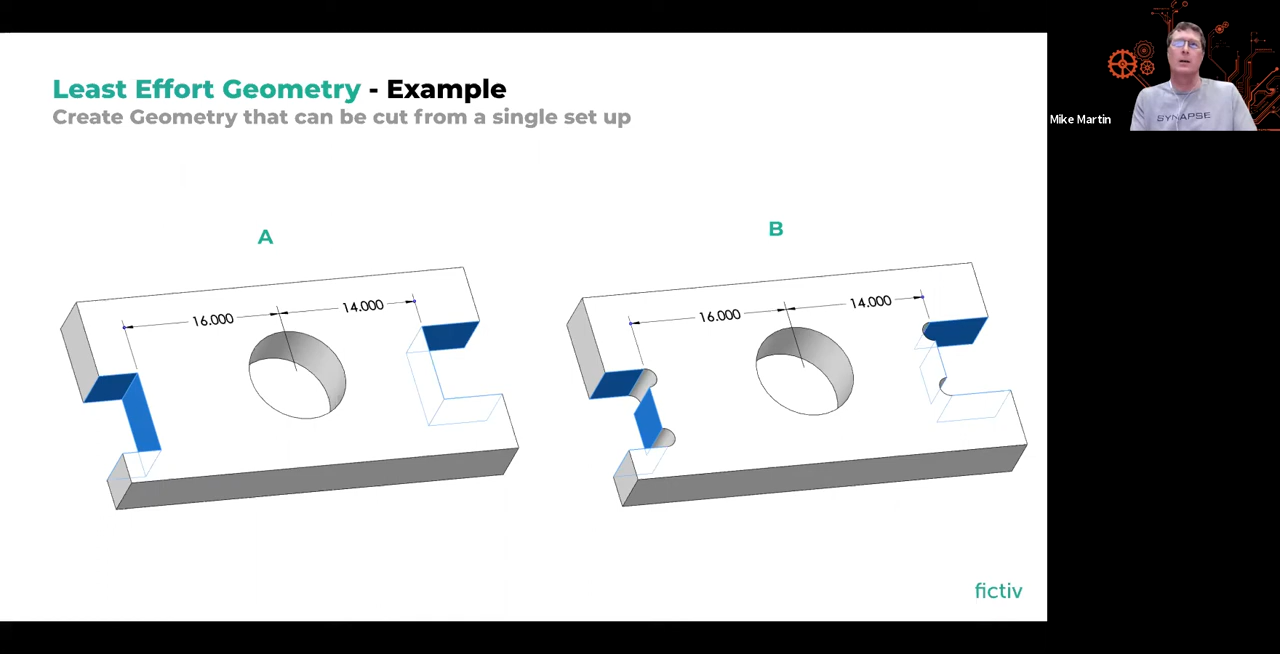 Least Effort Geometry - Example
Create Geometry that can be cut from a single set up
A
B
16.000
14.000
16.000
14.000
fictiv
SYNAPSE
Mike Martin